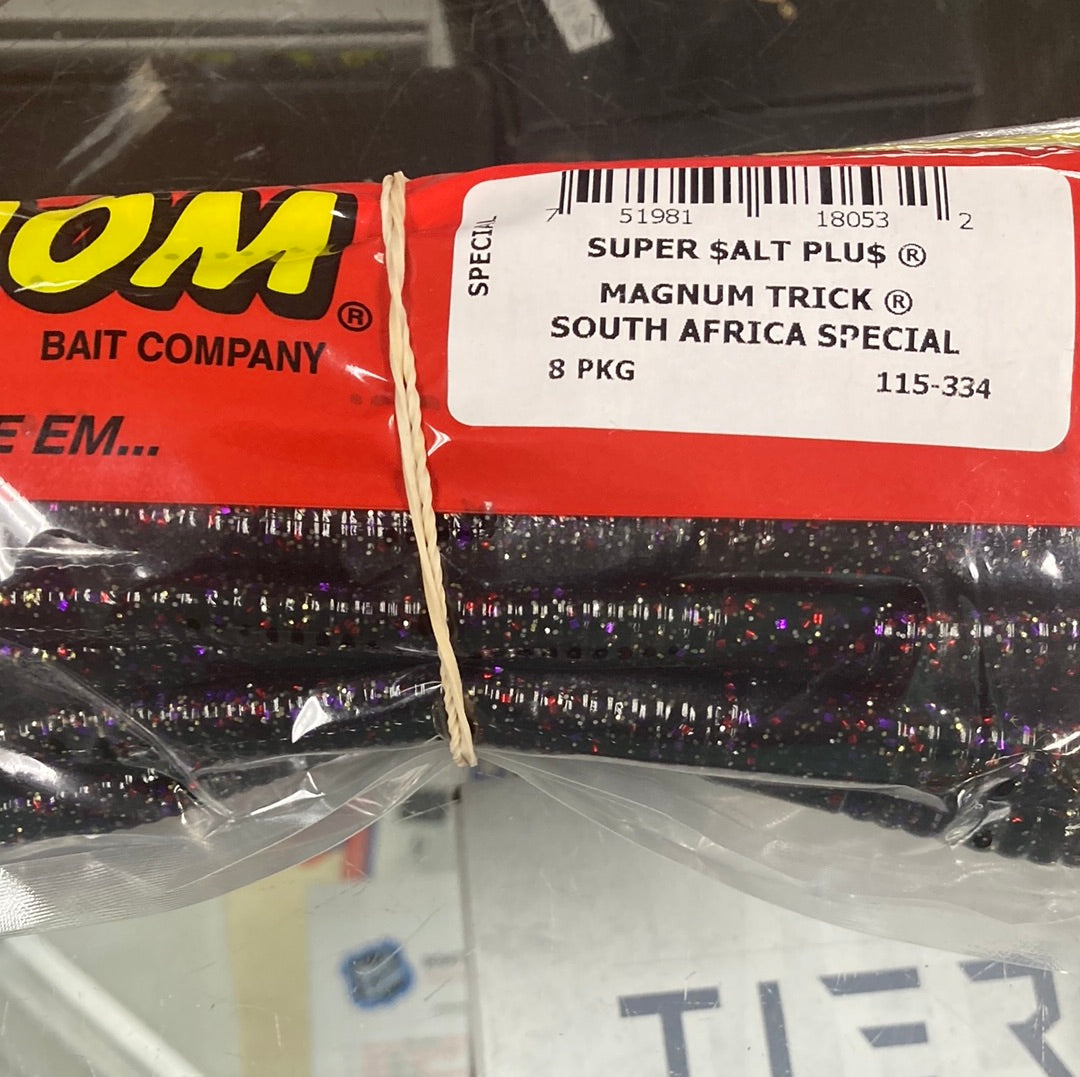 OM®
BAIT COMPANY
E EM...
SPECIAL
7 51981 18053 2
SUPER $ALT PLU$ ®
MAGNUM TRICK ®
SOUTH AFRICA SPECIAL
8 PKG 115-334
TIER